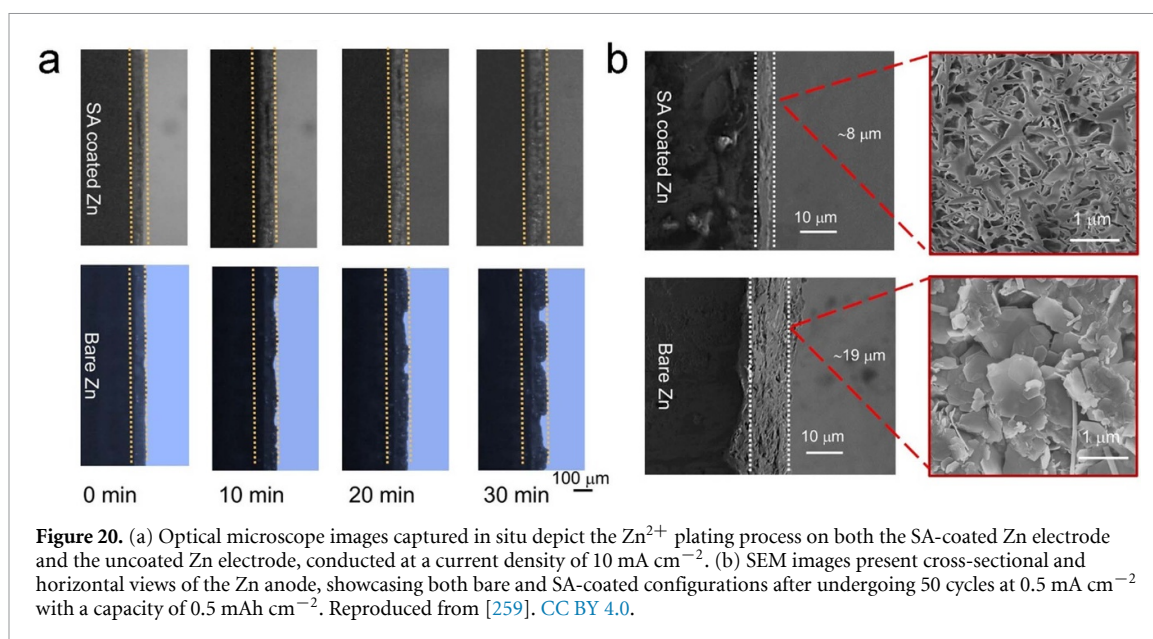 a
b
SA coated Zn
SA coated Zn
~8 μm
10 μm
1 μm
Bare Zn
Bare Zn
~19 μm
10 μm
1 μm
0 min
10 min
20 min
30 min
100 μm
Figure 20. (a) Optical microscope images captured in situ depict the Zn²⁺ plating process on both the SA-coated Zn electrode
and the uncoated Zn electrode, conducted at a current density of 10 mA cm⁻². (b) SEM images present cross-sectional and
horizontal views of the Zn anode, showcasing both bare and SA-coated configurations after undergoing 50 cycles at 0.5 mA cm⁻²
with a capacity of 0.5 mAh cm⁻². Reproduced from [259]. CC BY 4.0.